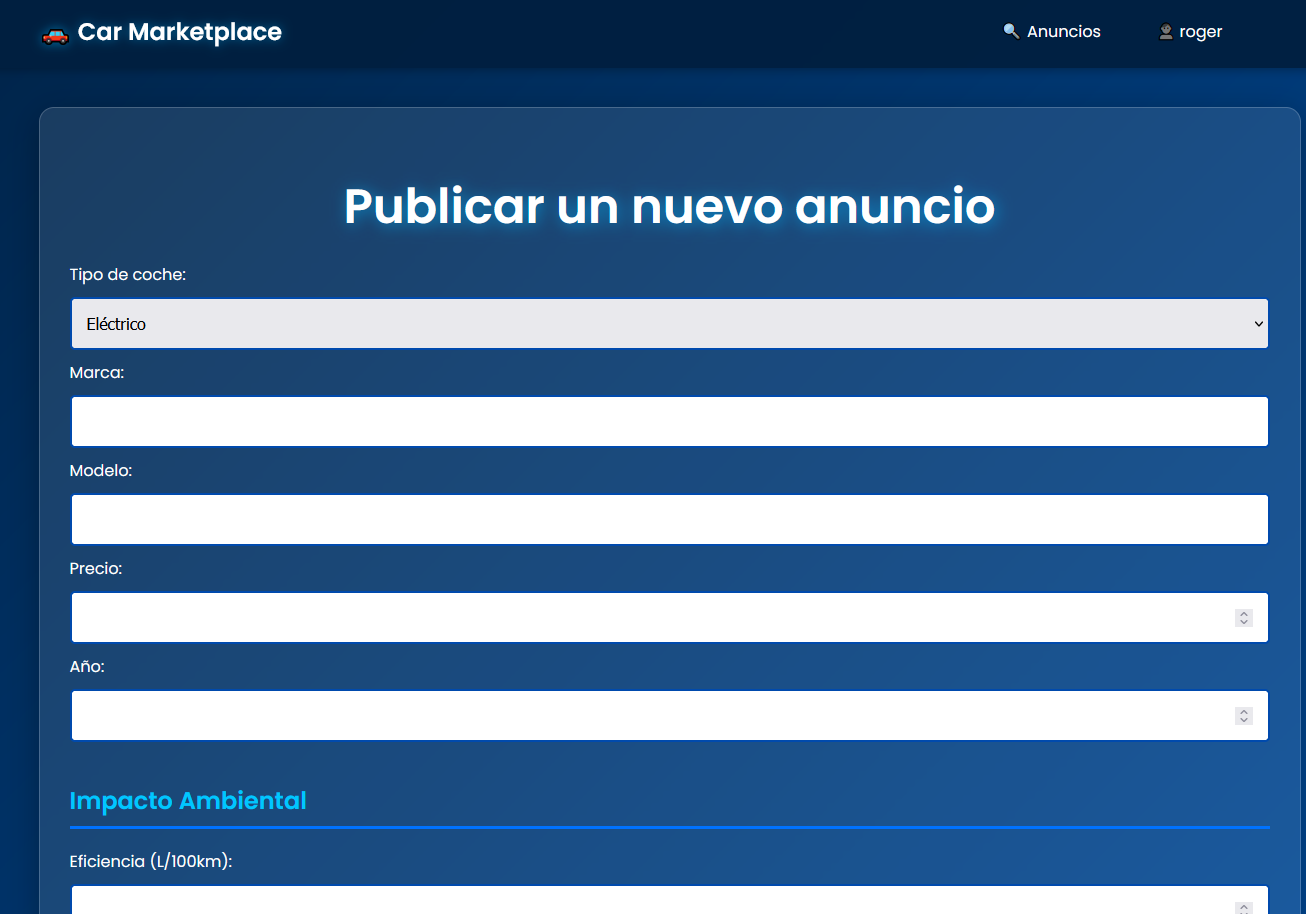 Car Marketplace
Anuncios
roger
Publicar un nuevo anuncio
Tipo de coche:
Eléctrico
Marca:
Modelo:
Precio:
Año:
Impacto Ambiental
Eficiencia (L/100km):